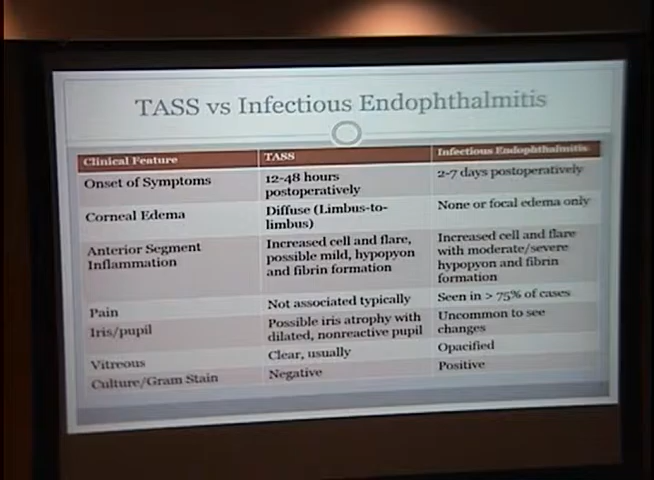 TASS vs Infectious Endophthalmitis
Clinical Feature TASS Infectious Endophthalmitis
Onset of Symptoms 12-48 hours 2-7 days postoperatively
postoperatively
Corneal Edema Diffuse (Limbus-to- None or focal edema only
limbus)
Anterior Segment Increased cell and flare, Increased cell and flare
Inflammation possible mild, hypopyon with moderate/severe
and fibrin formation hypopyon and fibrin
formation
Pain Not associated typically Seen in > 75% of cases
Iris/pupil Possible iris atrophy with Uncommon to see
dilated, nonreactive pupil changes
Vitreous Clear, usually Opacified
Culture/Gram Stain Negative Positive